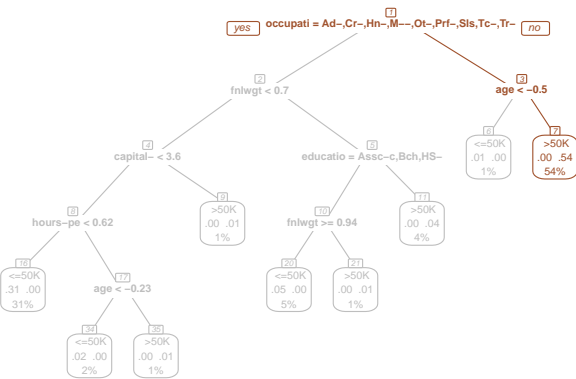 1
yes occupati = Ad−,Cr−,Hn−,M−−,Ot−,Prf−,Sls,Tc−,Tr− no
2
fnlwgt < 0.7
3
age < −0.5
4
capital− < 3.6
5
educatio = Assc−c,Bch,HS−
6
<=50K
.01 .00
1%
7
>50K
.00 .54
54%
8
hours−pe < 0.62
9
>50K
.00 .01
1%
10
fnlwgt >= 0.94
11
>50K
.00 .04
4%
16
<=50K
.31 .00
31%
17
age < −0.23
20
<=50K
.05 .00
5%
21
>50K
.00 .01
1%
34
<=50K
.02 .00
2%
35
>50K
.00 .01
1%